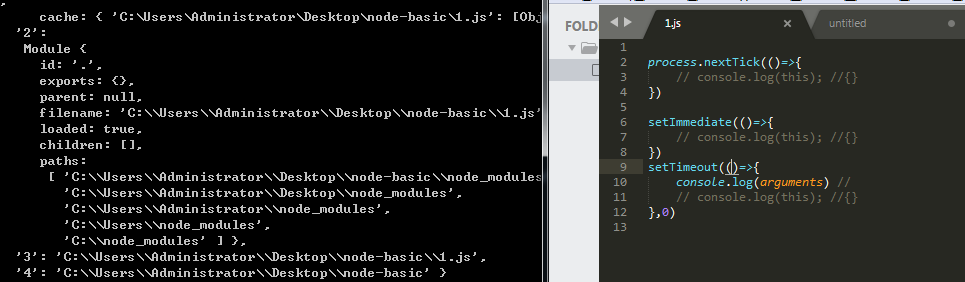 ,
cache: { 'C:\Users\Administrator\Desktop\node-basic\1.js': [Obj
'2':
Module {
id: '.',
exports: {},
parent: null,
filename: 'C:\\Users\\Administrator\\Desktop\\node-basic\\1.js'
loaded: true,
children: [],
paths:
[ 'C:\\Users\\Administrator\\Desktop\\node-basic\\node_modules
'C:\\Users\\Administrator\\Desktop\\node_modules',
'C:\\Users\\Administrator\\node_modules',
'C:\\Users\\node_modules',
'C:\\node_modules' ] },
'3': 'C:\\Users\\Administrator\\Desktop\\node-basic\\1.js',
'4': 'C:\\Users\\Administrator\\Desktop\\node-basic' }
FOLD
1.js × untitled
1
2 process.nextTick(()=>{
3 // console.log(this); //{}
4 })
5
6 setImmediate(()=>{
7 // console.log(this); //{}
8 })
9 setTimeout(()=>{
10 console.log(arguments) //
11 // console.log(this); //{}
12 },0)
13